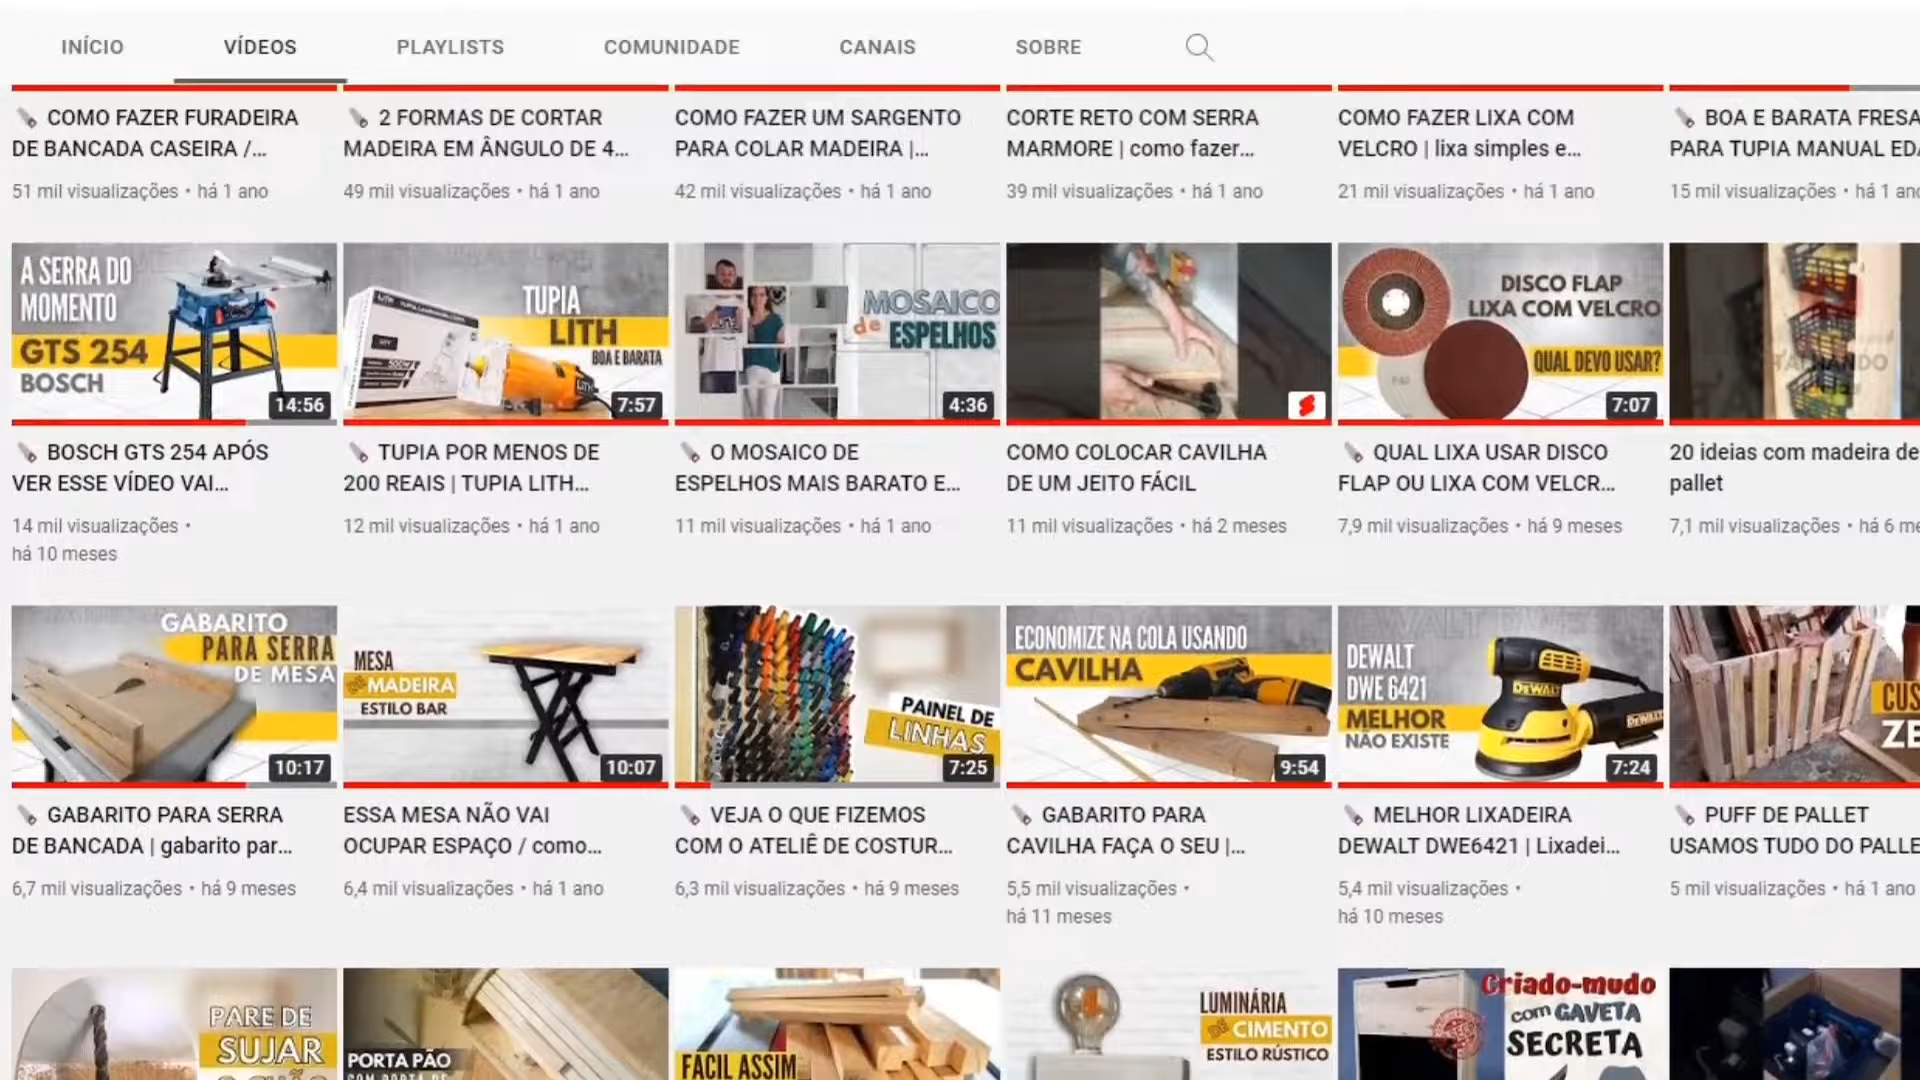 INÍCIO VÍDEOS PLAYLISTS COMUNIDADE CANAIS SOBRE
COMO FAZER FURADEIRA
DE BANCADA CASEIRA /...
51 mil visualizações • há 1 ano
2 FORMAS DE CORTAR
MADEIRA EM ÂNGULO DE 4...
49 mil visualizações • há 1 ano
COMO FAZER UM SARGENTO
PARA COLAR MADEIRA |...
42 mil visualizações • há 1 ano
CORTE RETO COM SERRA
MARMORE | como fazer...
39 mil visualizações • há 1 ano
COMO FAZER LIXA COM
VELCRO | lixa simples e...
21 mil visualizações • há 1 ano
BOA E BARATA FRESA
PARA TUPIA MANUAL EDA
15 mil visualizações • há 1 ano
A SERRA DO
MOMENTO
GTS 254
BOSCH
14:56
BOSCH GTS 254 APÓS
VER ESSE VÍDEO VAI...
14 mil visualizações •
há 10 meses
TUPIA
LITH
BOA E BARATA
7:57
TUPIA POR MENOS DE
200 REAIS | TUPIA LITH...
12 mil visualizações • há 1 ano
MOSAICO
de ESPELHOS
4:36
O MOSAICO DE
ESPELHOS MAIS BARATO E...
11 mil visualizações • há 1 ano
COMO COLOCAR CAVILHA
DE UM JEITO FÁCIL
11 mil visualizações • há 2 meses
DISCO FLAP
LIXA COM VELCRO
QUAL DEVO USAR?
7:07
QUAL LIXA USAR DISCO
FLAP OU LIXA COM VELCR...
7,9 mil visualizações • há 9 meses
20 ideias com madeira de
pallet
7,1 mil visualizações • há 6 me
GABARITO
PARA SERRA
DE MESA
10:17
GABARITO PARA SERRA
DE BANCADA | gabarito par...
6,7 mil visualizações • há 9 meses
MESA
DE MADEIRA
ESTILO BAR
10:07
ESSA MESA NÃO VAI
OCUPAR ESPAÇO / como...
6,4 mil visualizações • há 1 ano
PAINEL DE
LINHAS
7:25
VEJA O QUE FIZEMOS
COM O ATELIÊ DE COSTUR...
6,3 mil visualizações • há 9 meses
ECONOMIZE NA COLA USANDO
CAVILHA
9:54
GABARITO PARA
CAVILHA FAÇA O SEU |...
5,5 mil visualizações •
há 11 meses
DEWALT
DWE 6421
MELHOR
NÃO EXISTE
DEWALT
7:24
MELHOR LIXADEIRA
DEWALT DWE6421 | Lixadei...
5,4 mil visualizações •
há 10 meses
CUS
ZE
PUFF DE PALLET
USAMOS TUDO DO PALLE
5 mil visualizações • há 1 ano
PARE DE
SUJAR
O CHÃO
PORTA PÃO
COM PORTA DE
FÁCIL ASSIM
LUMINÁRIA
DE CIMENTO
ESTILO RÚSTICO
Criado-mudo
com GAVETA
SECRETA